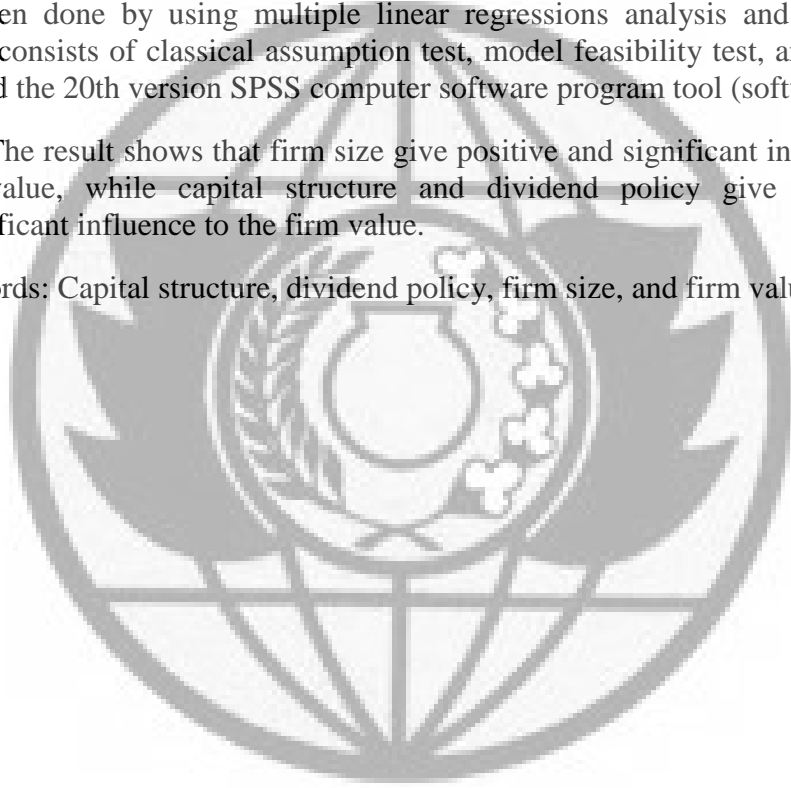 en done by using multiple linear regressions analysis and
consists of classical assumption test, model feasibility test, a
d the 20th version SPSS computer software program tool (soft
The result shows that firm size give positive and significant in
value, while capital structure and dividend policy give
ficant influence to the firm value.
rds: Capital structure, dividend policy, firm size, and firm valu